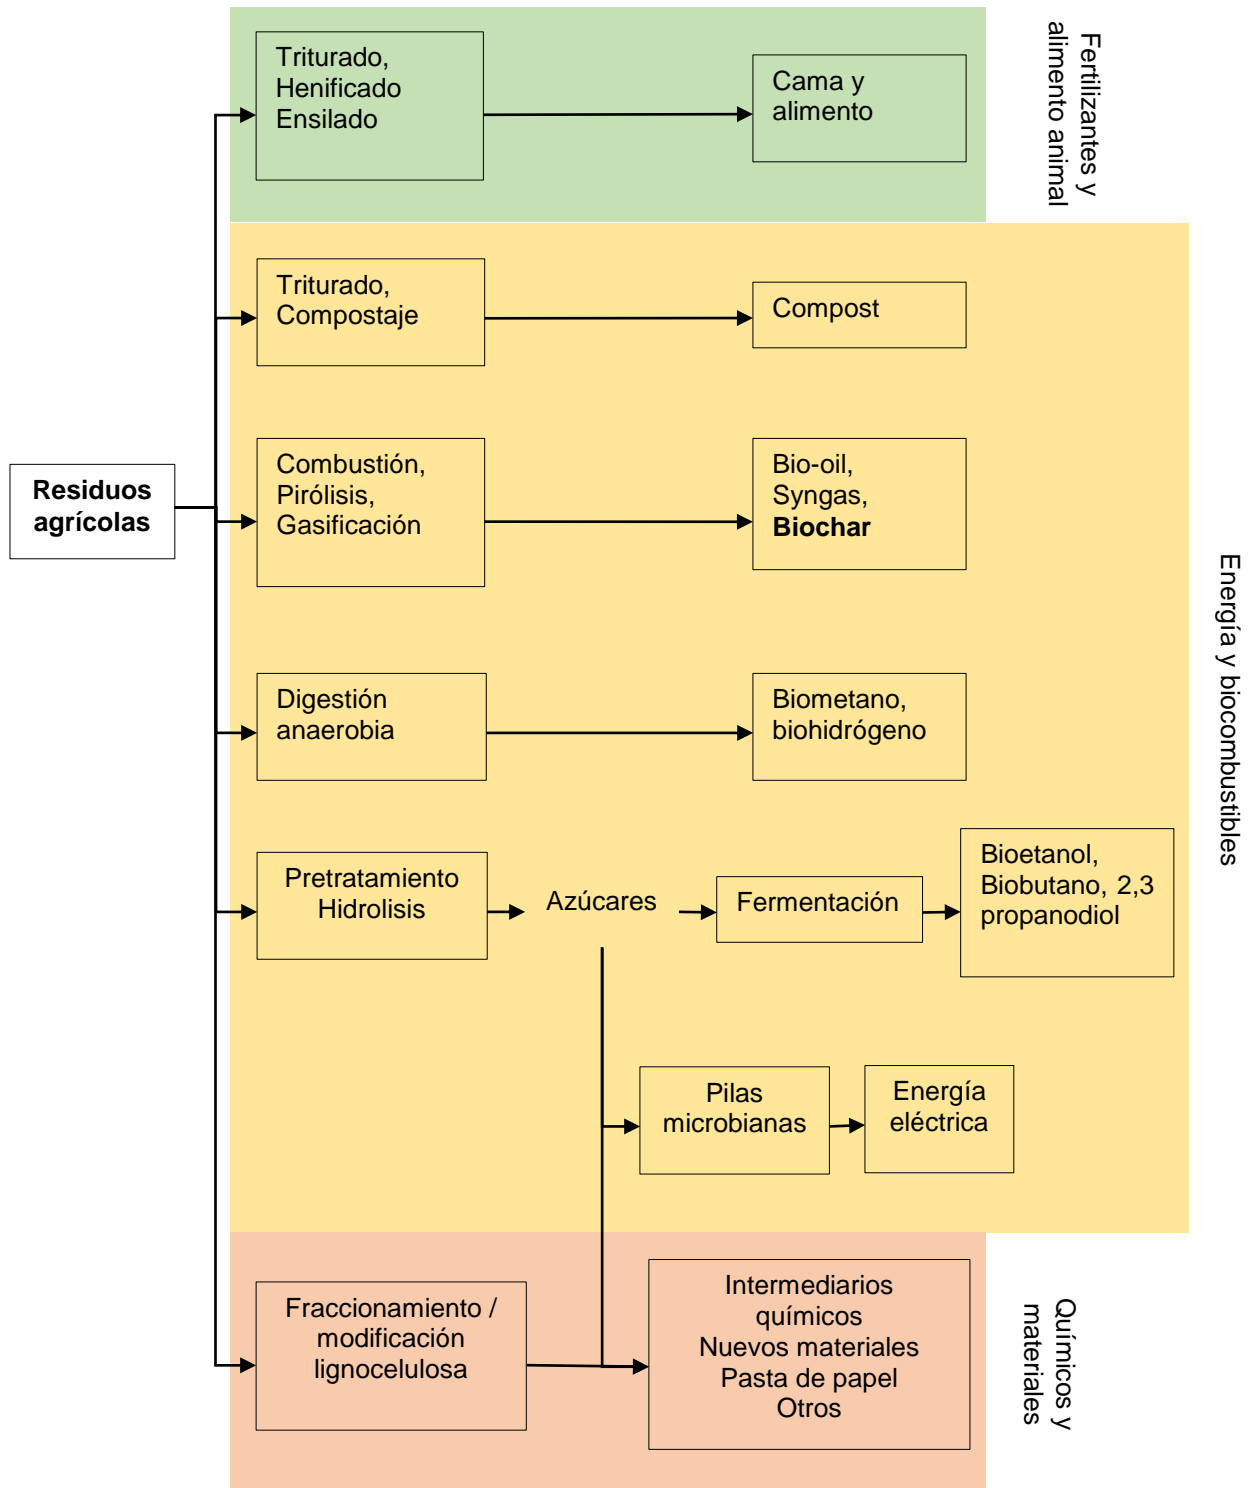 Triturado,
Henificado
Ensilado
Cama y
alimento
Fertilizantes y
alimento animal
Triturado,
Compostaje
Compost
Residuos
agrícolas
Combustión,
Pirólisis,
Gasificación
Bio-oil,
Syngas,
Biochar
Energía y biocombustibles
Digestión
anaerobia
Biometano,
biohidrógeno
Pretratamiento
Hidrolisis
Azúcares
Fermentación
Bioetanol,
Biobutano, 2,3
propanodiol
Pilas
microbianas
Energía
eléctrica
Fraccionamiento /
modificación
lignocelulosa
Intermediarios
químicos
Nuevos materiales
Pasta de papel
Otros
Químicos y
materiales